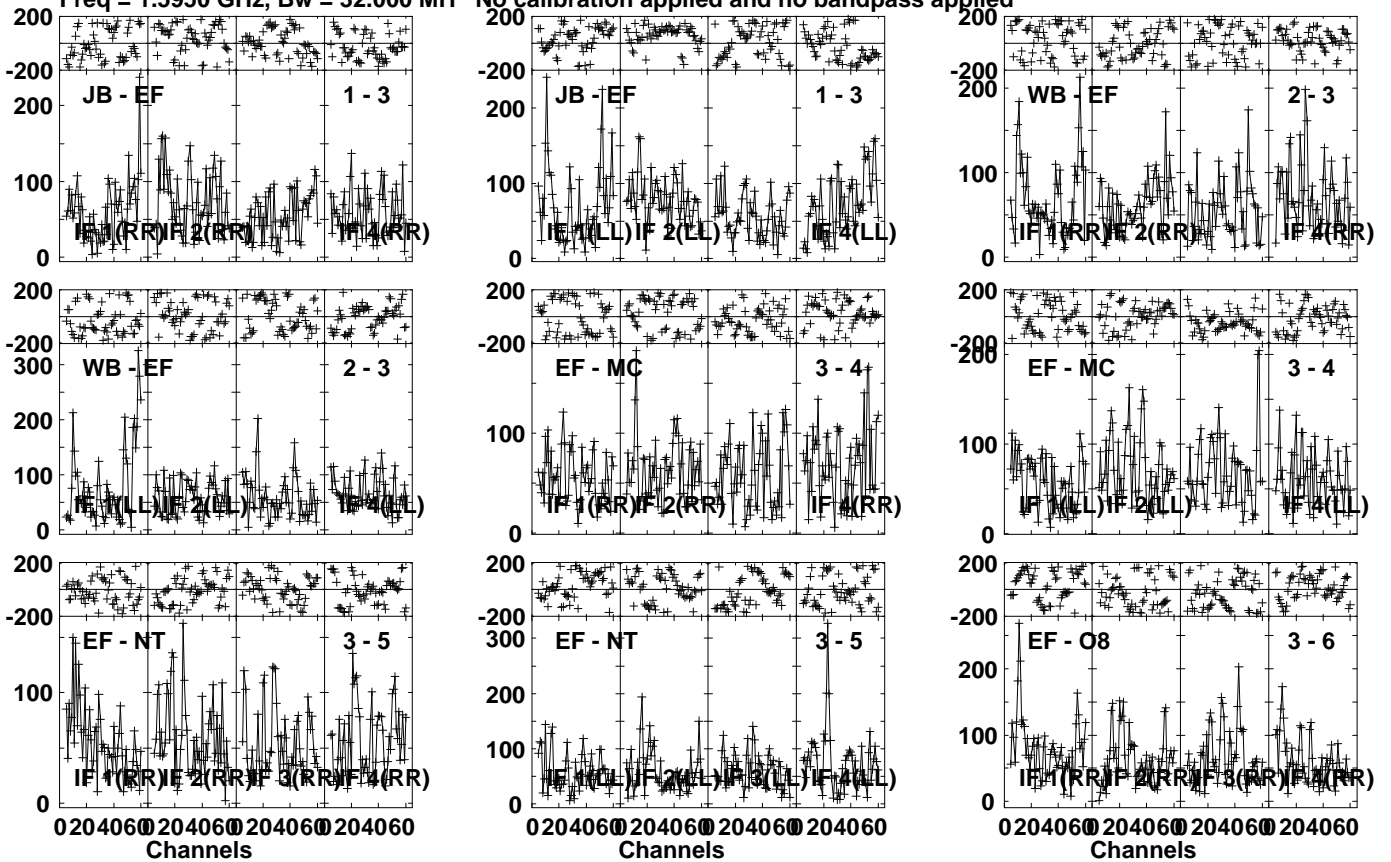 Freq = 1.5950 GHz, Bw = 32.000 MH No calibration applied and no bandpass applied
200 200 200
-200 -200
JB - EF 1 - 3 JB - EF 1 - 3 WB - EF 2 - 3
200 200 200
100 100 100
IF 1(RR) IF 2(RR) IF 4(RR) IF 1(LL) IF 2(LL) IF 4(LL) IF 1(RR) IF 2(RR) IF 4(RR)
0 0 0
200 200 200
-200 -200 -200
300 200
WB - EF 2 - 3 EF - MC 3 - 4 EF - MC 3 - 4
200
100 100 100
IF 1(LL) IF 2(LL) IF 4(LL) IF 1(RR) IF 2(RR) IF 4(RR) IF 1(LL) IF 2(LL) IF 4(LL)
0 0 0
200 200 200
-200 -200 -200
EF - NT 3 - 5 EF - NT 3 - 5 EF - O8 3 - 6
300
200 200
100 100 100
IF 1(RR) IF 2(RR) IF 3(RR) IF 4(RR) IF 1(LL) IF 2(LL) IF 3(LL) IF 4(LL) IF 1(RR) IF 2(RR) IF 3(RR) IF 4(RR)
0 0 0
0 20 40 60 0 20 40 60 0 20 40 60 0 20 40 60 0 20 40 60 0 20 40 60 0 20 40 60 0 20 40 60 0 20 40 60 0 20 40 60 0 20 40 60 0 20 40 60
Channels Channels Channels